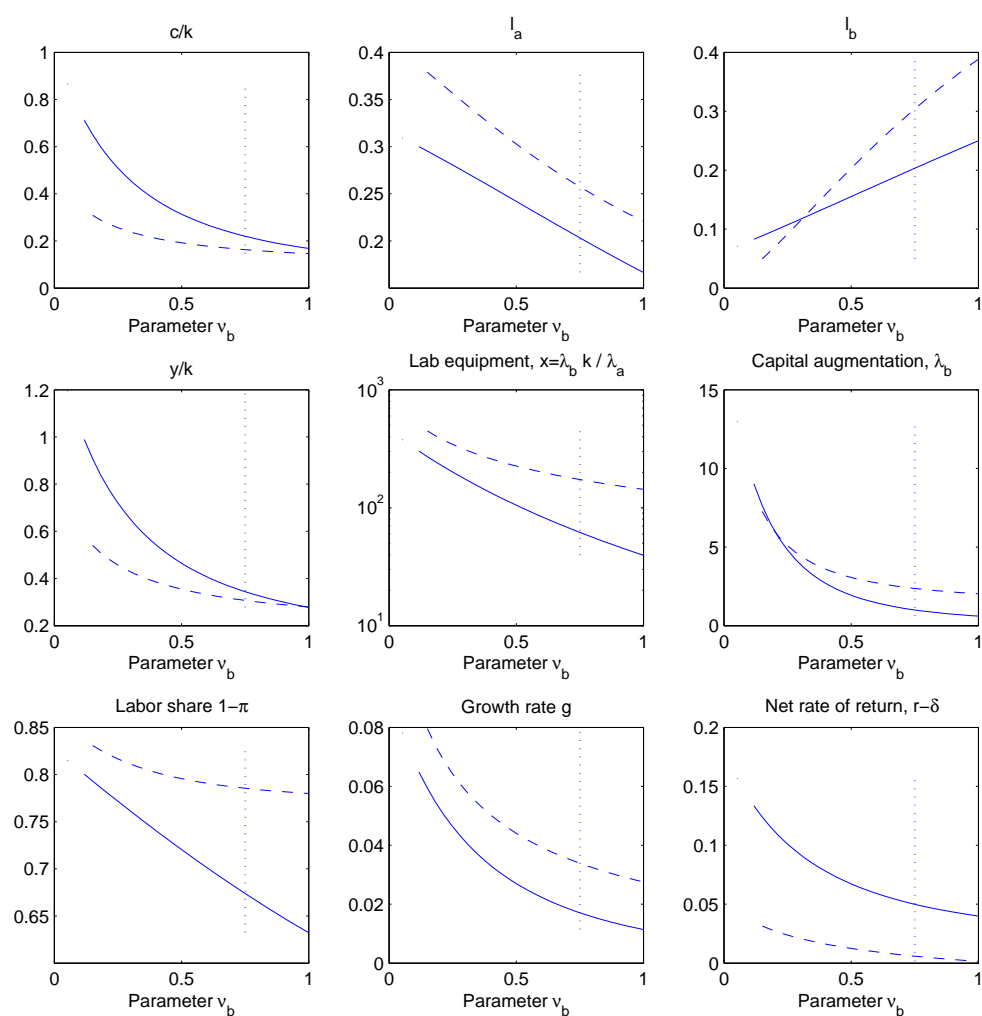 c/k
1
0.8
0.6
0.4
0.2
0
0 0.5 1
Parameter ν_b
l_a
0.4
0.35
0.3
0.25
0.2
0 0.5 1
Parameter ν_b
l_b
0.4
0.3
0.2
0.1
0
0 0.5 1
Parameter ν_b
y/k
1.2
1
0.8
0.6
0.4
0.2
0 0.5 1
Parameter ν_b
Lab equipment, x=λ_b k / λ_a
10^3
10^2
10^1
0 0.5 1
Parameter ν_b
Capital augmentation, λ_b
15
10
5
0
0 0.5 1
Parameter ν_b
Labor share 1−π
0.85
0.8
0.75
0.7
0.65
0 0.5 1
Parameter ν_b
Growth rate g
0.08
0.06
0.04
0.02
0
0 0.5 1
Parameter ν_b
Net rate of return, r−δ
0.2
0.15
0.1
0.05
0
0 0.5 1
Parameter ν_b